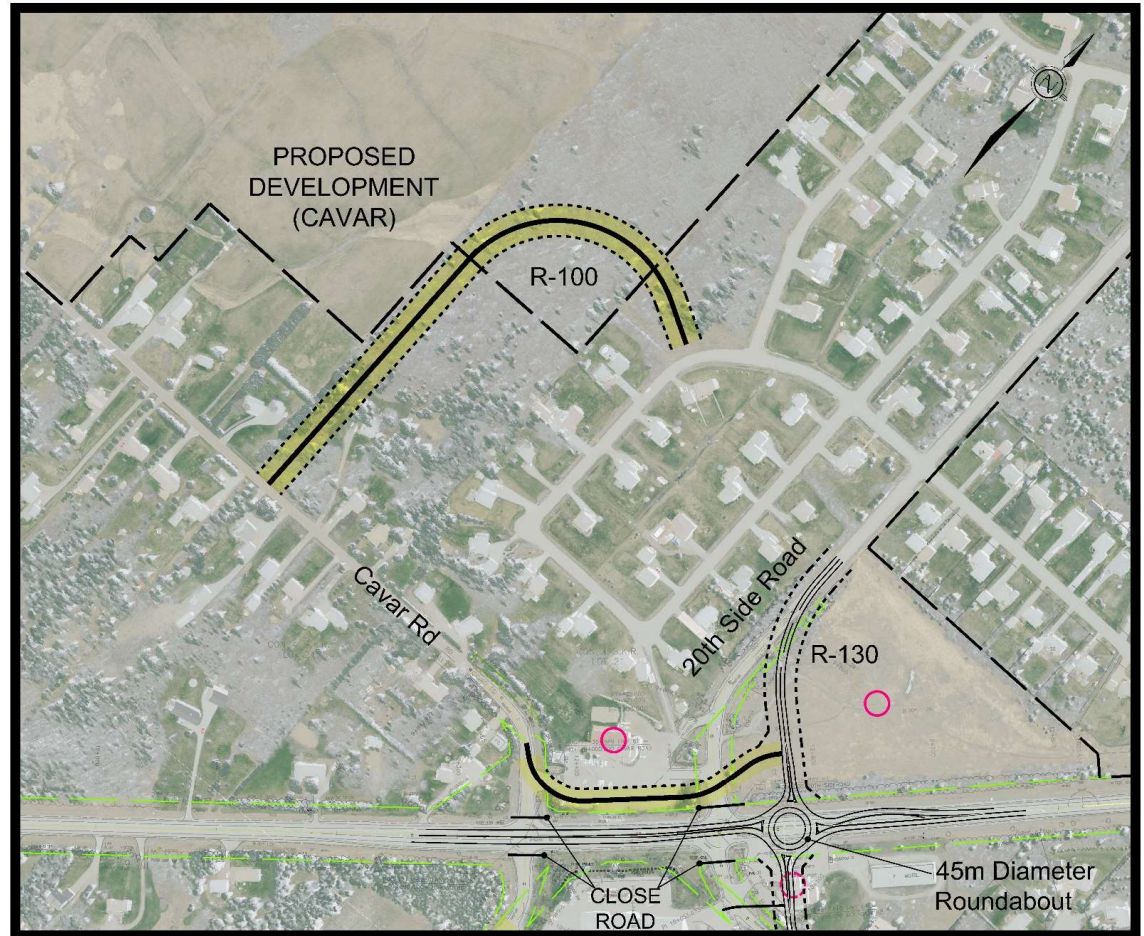 PROPOSED
DEVELOPMENT
(CAVAR)
R-100
Cavar Rd
20th Side Road
R-130
CLOSE
ROAD
45m Diameter
Roundabout